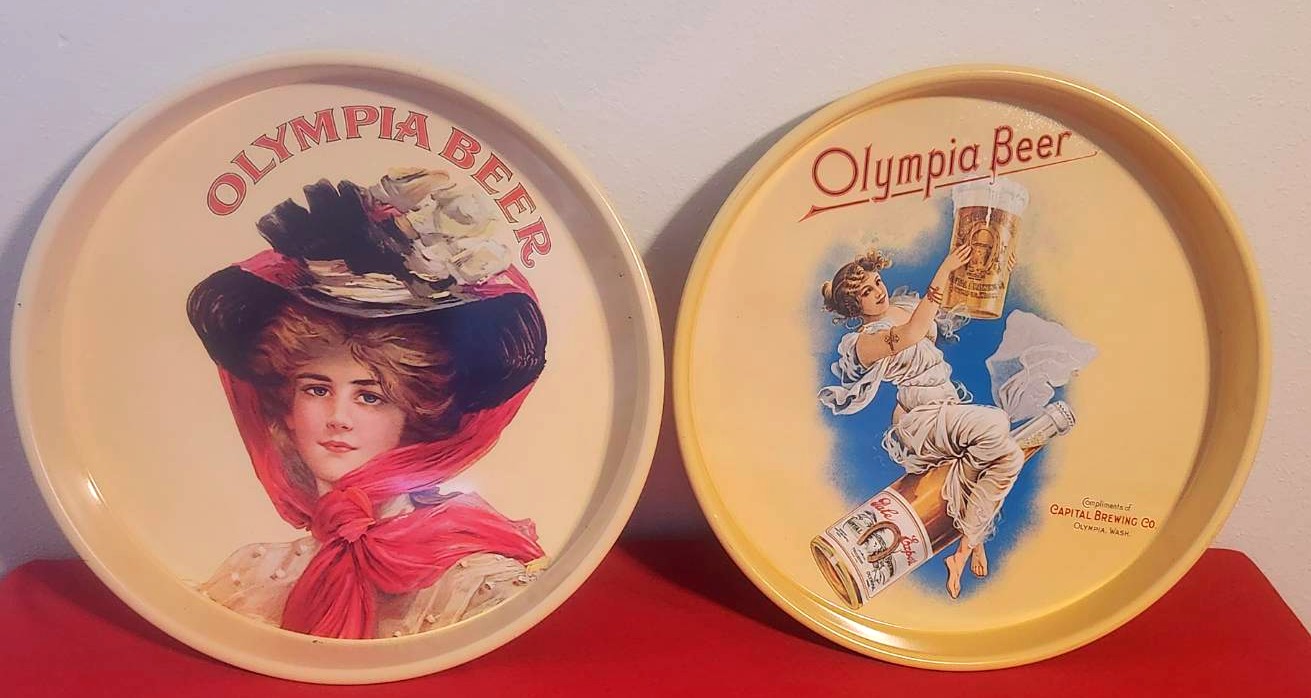 OLYMPIA BEER
Olympia Beer
Compliments of
CAPITAL BREWING CO.
OLYMPIA, WASH.